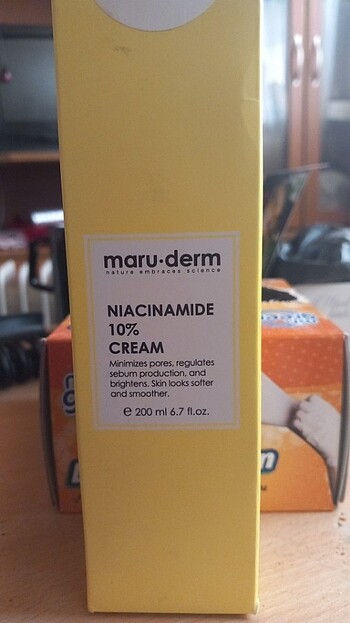 maru·derm
nature embraces science
NIACINAMIDE
10%
CREAM
Minimizes pores, regulates
sebum production, and
brightens. Skin looks softer
and smoother.
e 200 ml 6.7 fl.oz.